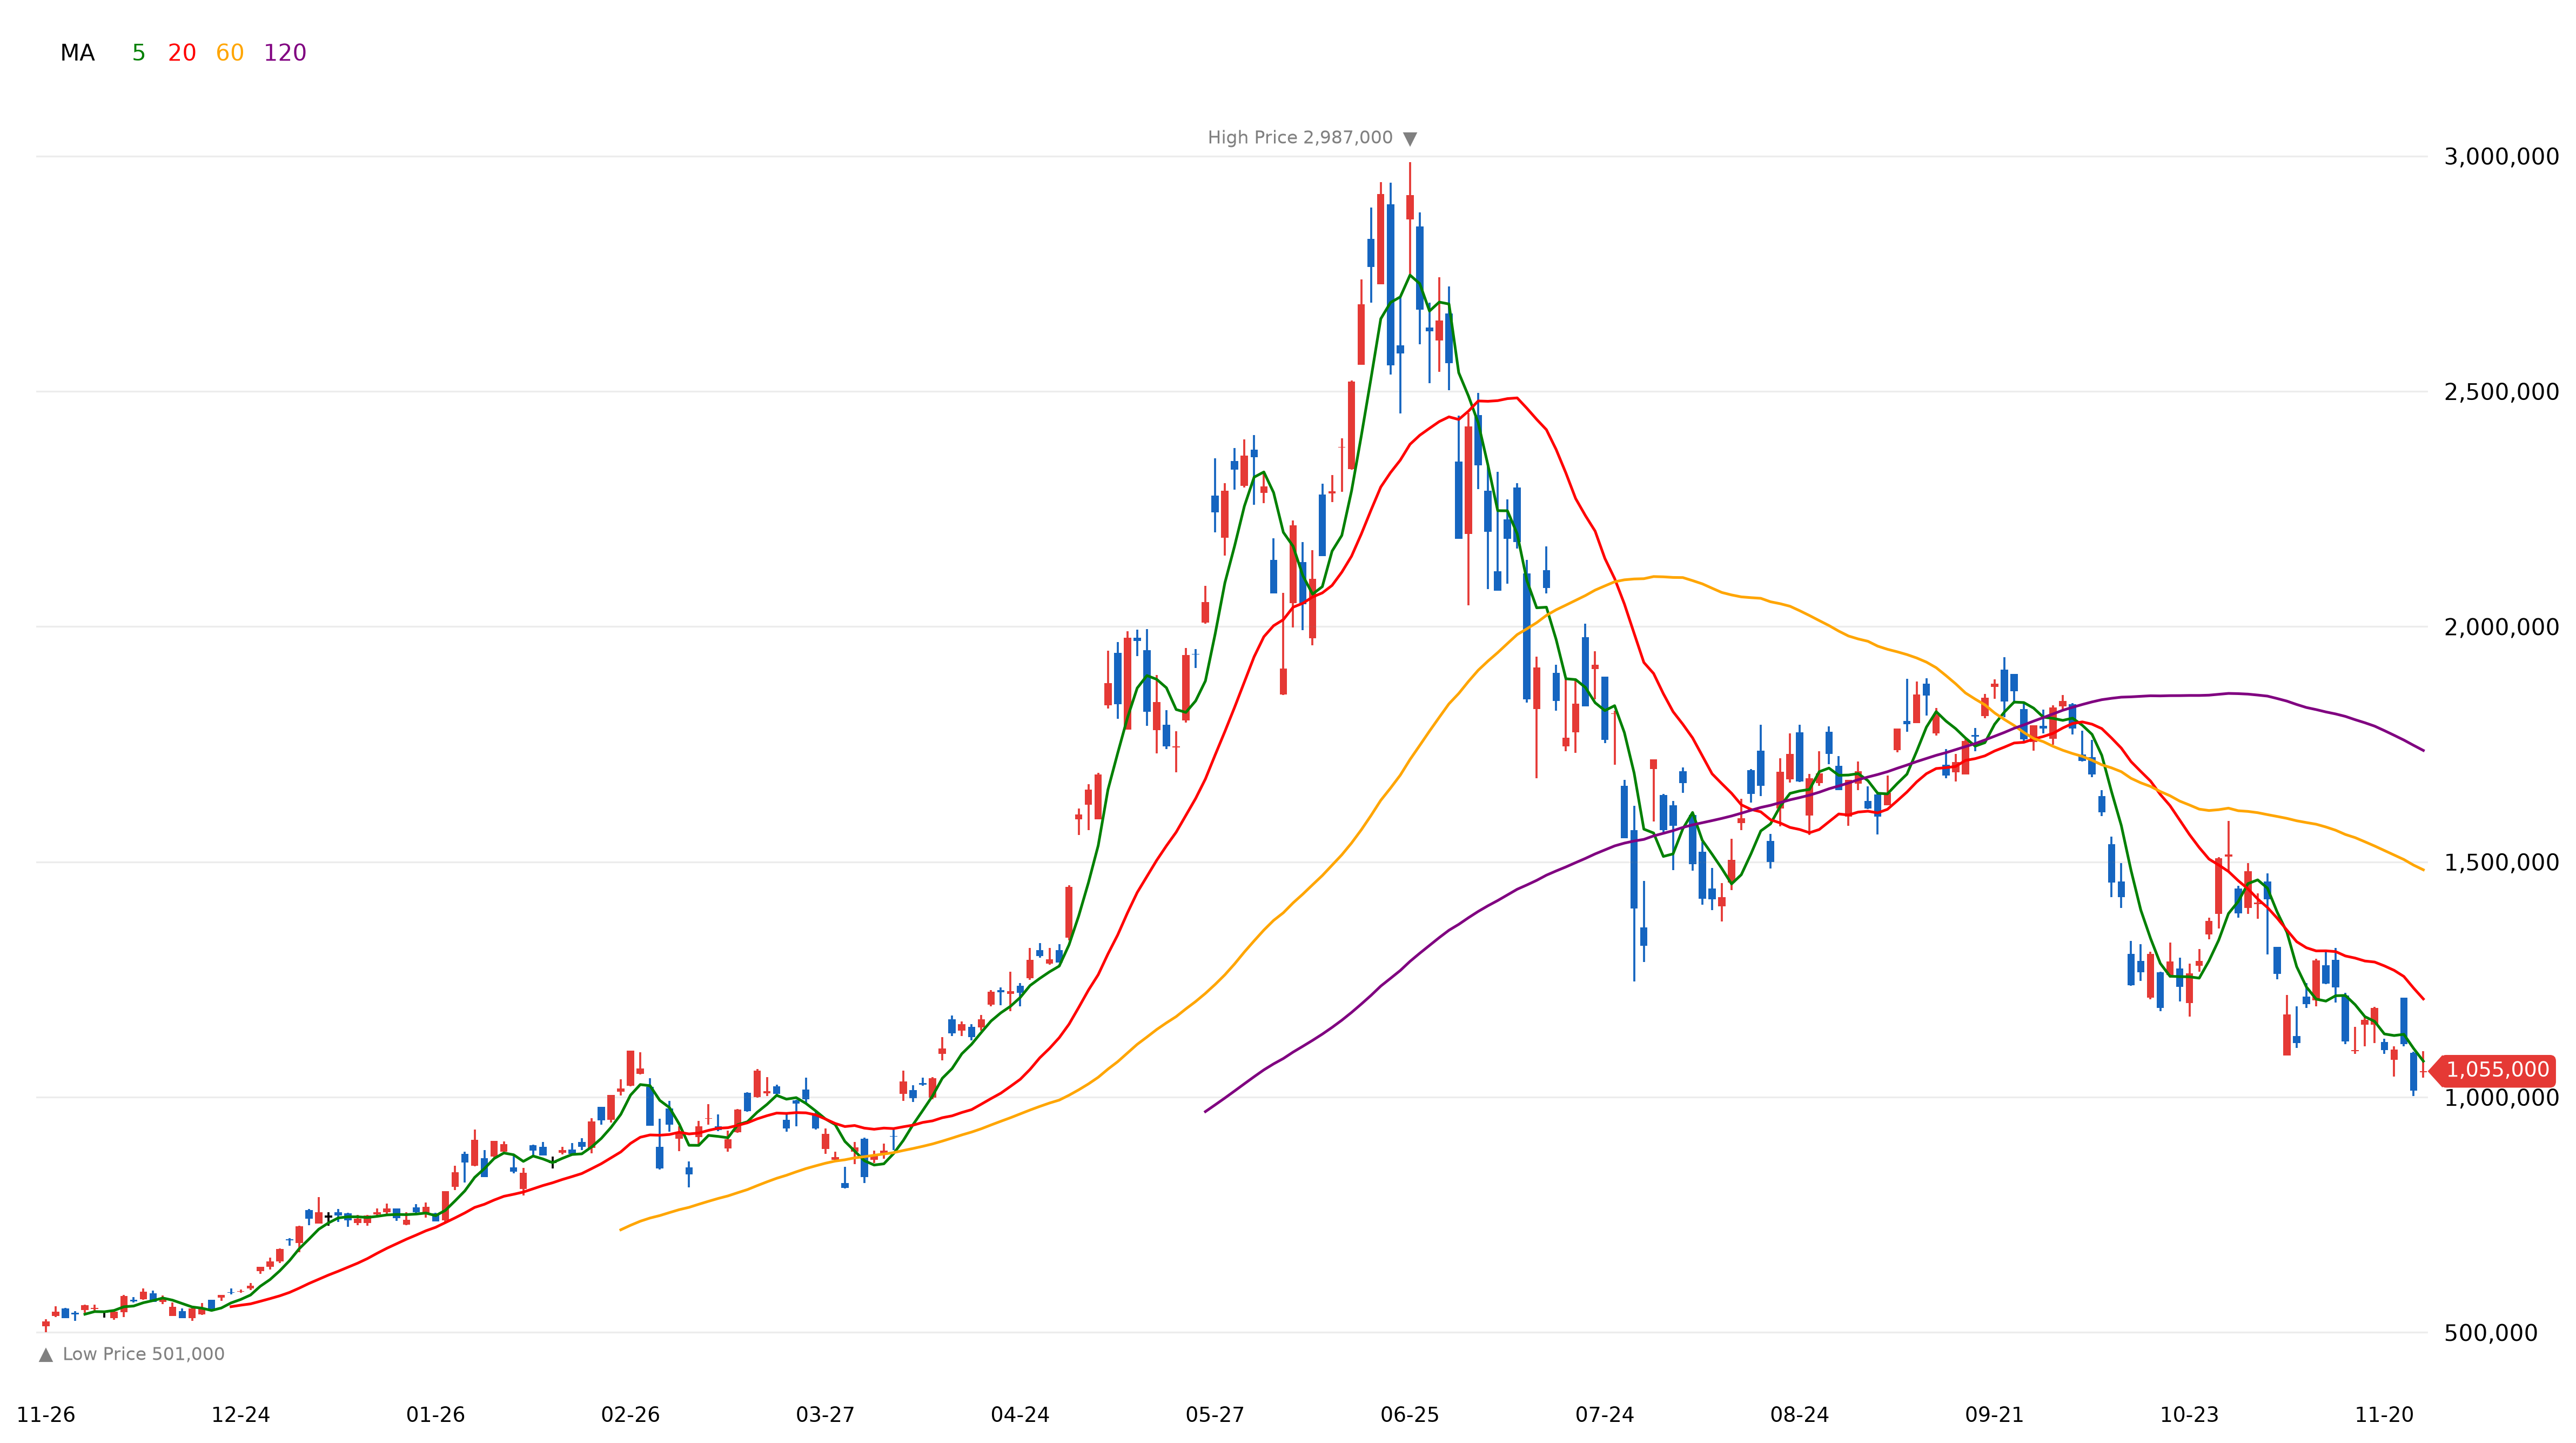 MA 5 20 60 120
High Price 2,987,000 ▼
3,000,000
2,500,000
2,000,000
1,500,000
1,055,000
1,000,000
500,000
▲ Low Price 501,000
11-26 12-24 01-26 02-26 03-27 04-24 05-27 06-25 07-24 08-24 09-21 10-23 11-20